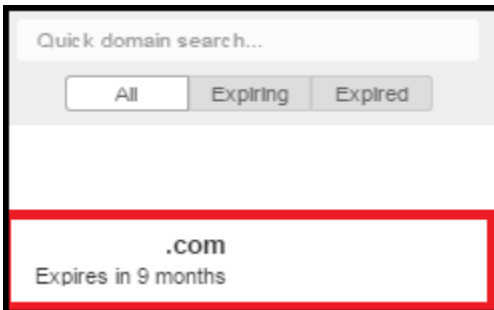 Quick domain search...
All Expiring Expired
.com
Expires in 9 months